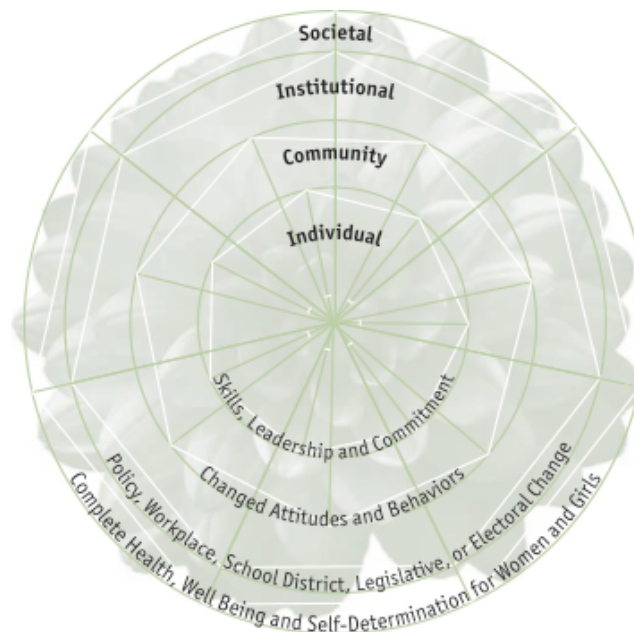 Societal
Institutional
Community
Individual
Skills, Leadership and Commitment
Changed Attitudes and Behaviors
Policy, Workplace, School District, Legislative, or Electoral Change
Complete Health, Well Being and Self-Determination for Women and Girls